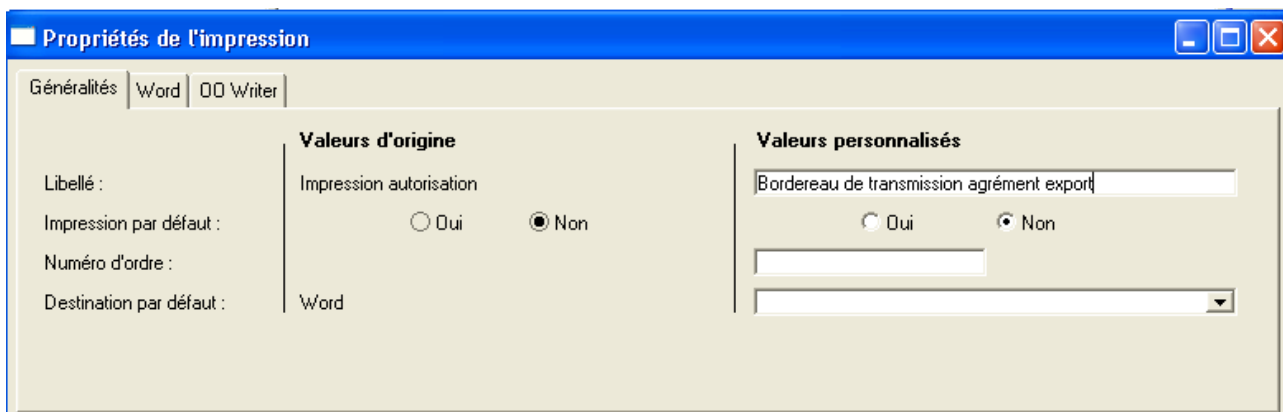 Propriétés de l'impression
Généralités Word OO Writer
Valeurs d'origine Valeurs personnalisés
Libellé : Impression autorisation Bordereau de transmission agrément export
Impression par défaut : Oui Non Oui Non
Numéro d'ordre :
Destination par défaut : Word